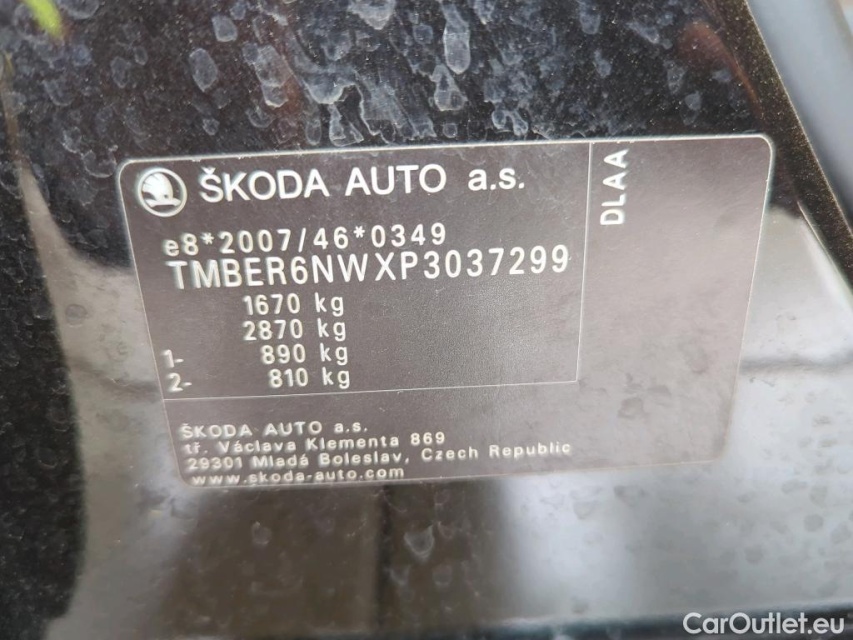 ŠKODA AUTO a.s.
DLAA
e8*2007/46*0349
TMBER6NWXP3037299
1670 kg
2870 kg
1- 890 kg
2- 810 kg
ŠKODA AUTO a.s.
tř. Václava Klementa 869
29301 Mladá Boleslav, Czech Republic
www.skoda-auto.com
CarOutlet.eu